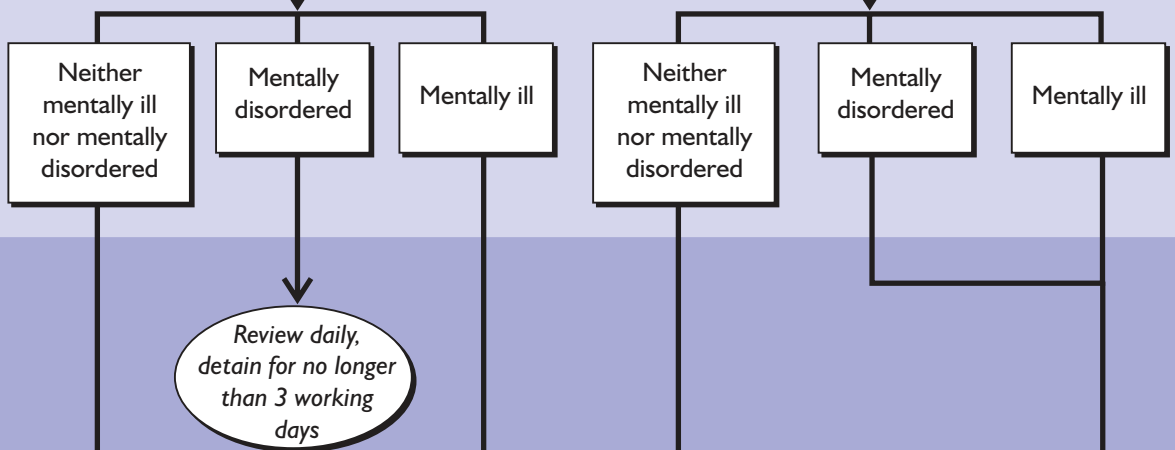 Neither
mentally ill
nor mentally
disordered
Mentally
disordered
Mentally ill
Neither
mentally ill
nor mentally
disordered
Mentally
disordered
Mentally ill
Review daily,
detain for no longer
than 3 working
days